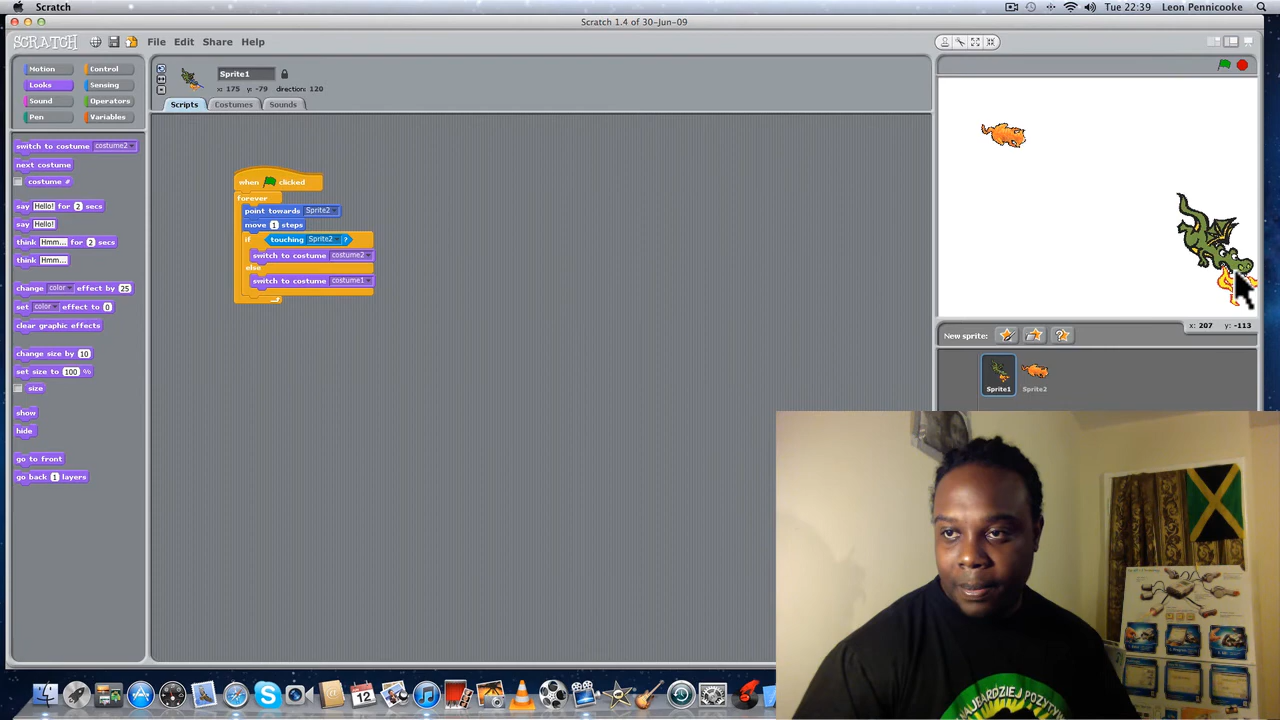 Scratch
Tue 22:39 Leon Pennicooke
Scratch 1.4 of 30-Jun-09
SCRATCH File Edit Share Help
Motion Control
Looks Sensing
Sound Operators
Pen Variables
Sprite1
x: 175 y: -79 direction: 120
Scripts Costumes Sounds
switch to costume costume2
next costume
costume #
say Hello! for 2 secs
say Hello!
think Hmm... for 2 secs
think Hmm...
change color effect by 25
set color effect to 0
clear graphic effects
change size by 10
set size to 100 %
size
show
hide
go to front
go back 1 layers
when clicked
forever
point towards Sprite2
move 1 steps
if touching Sprite2 ?
switch to costume costume2
else
switch to costume costume1
x: 207 y: -113
New sprite:
Sprite1 Sprite2
12
NAJBARDZIEJ POZYTYW